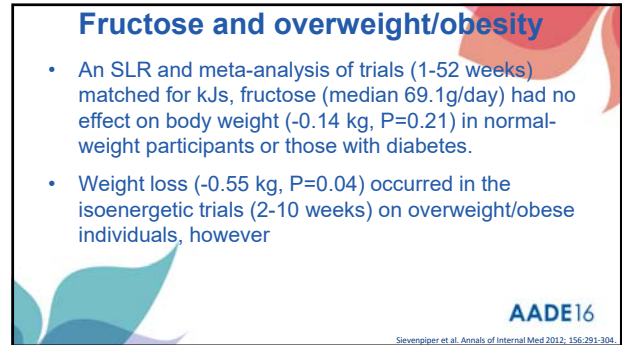 Fructose and overweight/obesity
• An SLR and meta-analysis of trials (1-52 weeks)
matched for kJs, fructose (median 69.1g/day) had no
effect on body weight (-0.14 kg, P=0.21) in normal-
weight participants or those with diabetes.
• Weight loss (-0.55 kg, P=0.04) occurred in the
isoenergetic trials (2-10 weeks) on overweight/obese
individuals, however
AADE16
Sievenpiper et al. Annals of Internal Med 2012; 156:291-304.